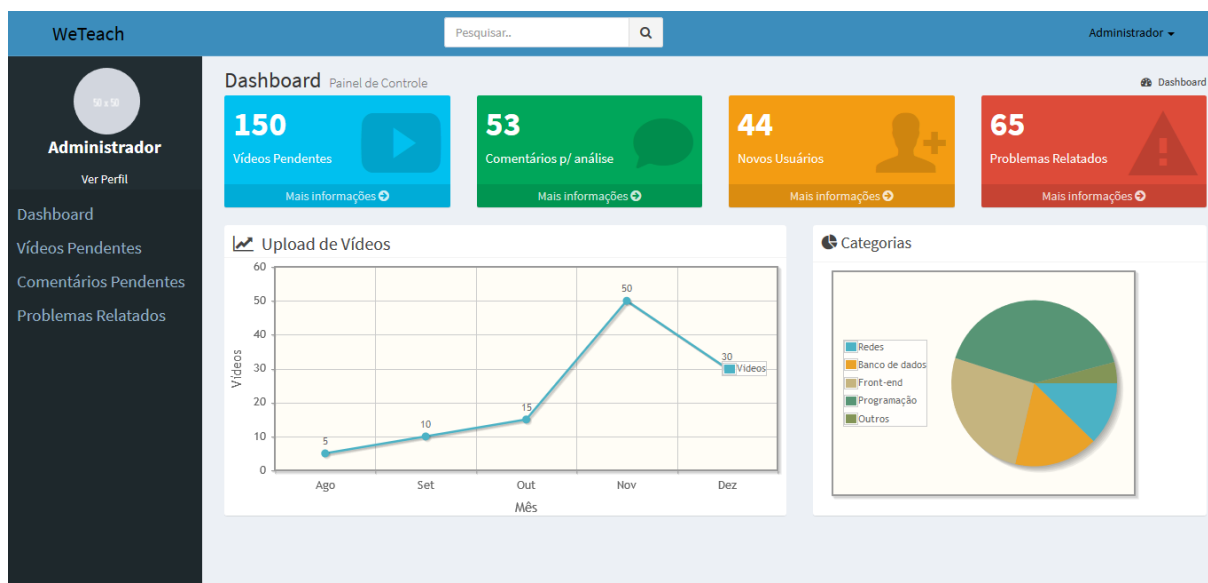 WeTeach
Pesquisar..
Administrador
50 x 50
Administrador
Ver Perfil
Dashboard
Vídeos Pendentes
Comentários Pendentes
Problemas Relatados
Dashboard Painel de Controle
Dashboard
150
Vídeos Pendentes
Mais informações
53
Comentários p/ análise
Mais informações
44
Novos Usuários
Mais informações
65
Problemas Relatados
Mais informações
Upload de Vídeos
60
50
40
30
20
10
0
Vídeos
5
10
15
50
30
Vídeos
Ago Set Out Nov Dez
Mês
Categorias
Redes
Banco de dados
Front-end
Programação
Outros